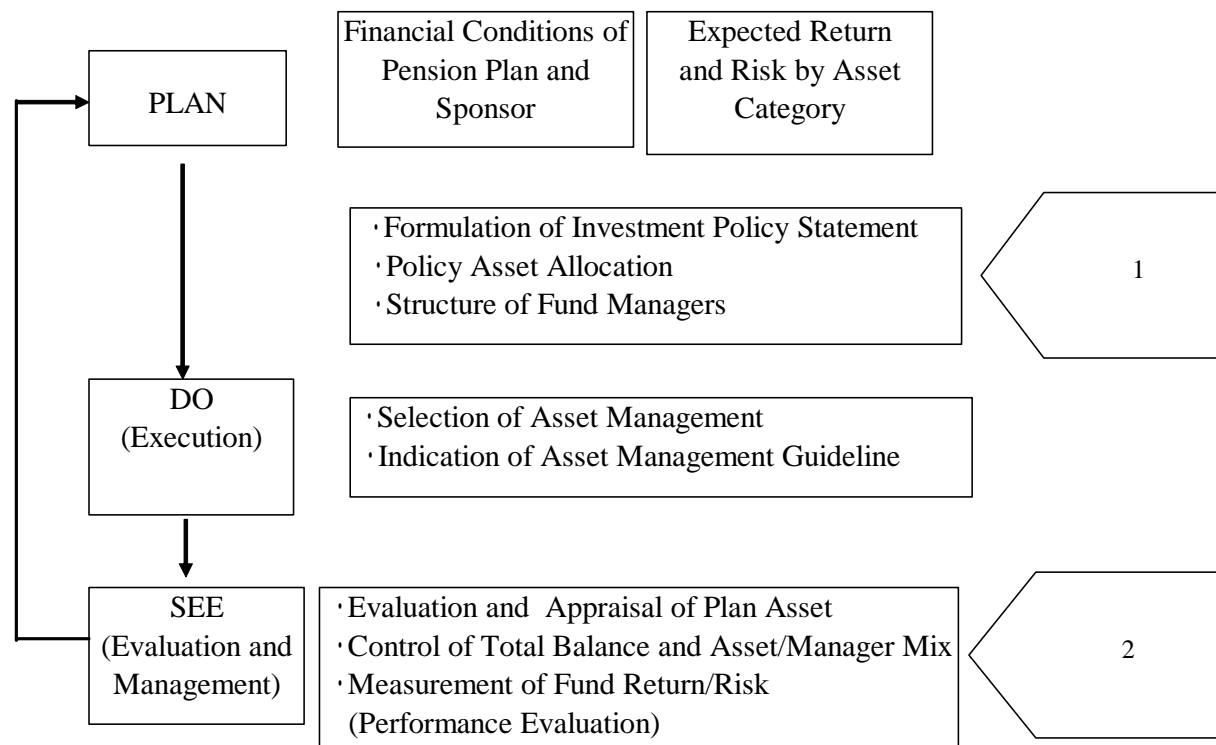 PLAN
Financial Conditions of
Pension Plan and
Sponsor
Expected Return
and Risk by Asset
Category
·Formulation of Investment Policy Statement
·Policy Asset Allocation
·Structure of Fund Managers
1
DO
(Execution)
·Selection of Asset Management
·Indication of Asset Management Guideline
SEE
(Evaluation and
Management)
·Evaluation and Appraisal of Plan Asset
·Control of Total Balance and Asset/Manager Mix
·Measurement of Fund Return/Risk
(Performance Evaluation)
2